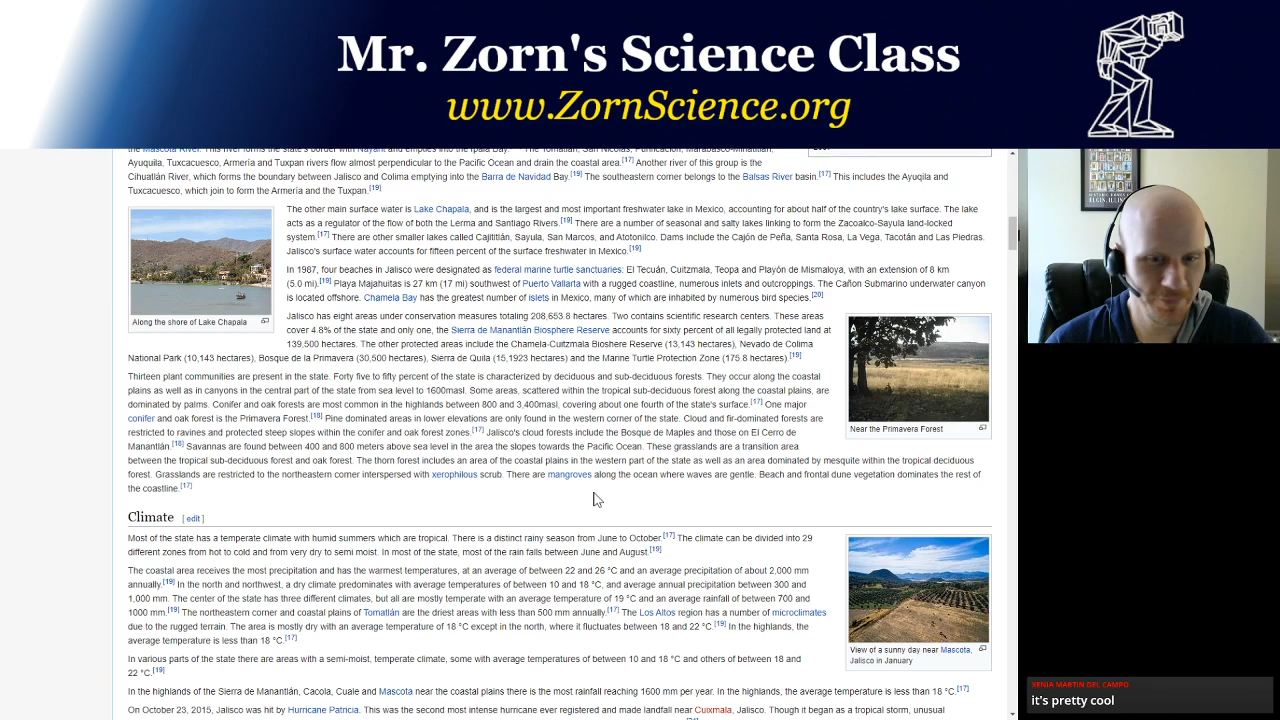 Mr. Zorn's Science Class
www.ZornScience.org
Ayuquila, Tuxcacuesco, Armería and Tuxpan rivers flow almost perpendicular to the Pacific Ocean and drain the coastal area.[17] Another river of this group is the
Cihuatlán River, which forms the boundary between Jalisco and Colima emptying into the Barra de Navidad Bay.[19] The southeastern corner belongs to the Balsas River basin.[17] This includes the Ayuqila and
Tuxcacuesco, which join to form the Armería and the Tuxpan.[19]
The other main surface water is Lake Chapala, and is the largest and most important freshwater lake in Mexico, accounting for about half of the country's lake surface. The lake
acts as a regulator of the flow of both the Lerma and Santiago Rivers.[19] There are a number of seasonal and salty lakes linking to form the Zacoalco-Sayula land-locked
system.[17] There are other smaller lakes called Cajititlán, Sayula, San Marcos, and Atotonilco. Dams include the Cajón de Peña, Santa Rosa, La Vega, Tacotán and Las Piedras.
Jalisco's surface water accounts for fifteen percent of the surface freshwater in Mexico.[19]
In 1987, four beaches in Jalisco were designated as federal marine turtle sanctuaries: El Tecuán, Cuitzmala, Teopa and Playón de Mismaloya, with an extension of 8 km
(5.0 mi).[19] Playa Majahuitas is 27 km (17 mi) southwest of Puerto Vallarta with a rugged coastline, numerous inlets and outcroppings. The Cañon Submarino underwater canyon
is located offshore. Chamela Bay has the greatest number of islets in Mexico, many of which are inhabited by numerous bird species.[20]
Along the shore of Lake Chapala
Jalisco has eight areas under conservation measures totaling 208,653.8 hectares. Two contains scientific research centers. These areas
cover 4.8% of the state and only one, the Sierra de Manantlán Biosphere Reserve accounts for sixty percent of all legally protected land at
139,500 hectares. The other protected areas include the Chamela-Cuitzmala Bioshere Reserve (13,143 hectares), Nevado de Colima
National Park (10,143 hectares), Bosque de la Primavera (30,500 hectares), Sierra de Quila (15,1923 hectares) and the Marine Turtle Protection Zone (175.8 hectares).[19]
Thirteen plant communities are present in the state. Forty five to fifty percent of the state is characterized by deciduous and sub-deciduous forests. They occur along the coastal
plains as well as in canyons in the central part of the state from sea level to 1600masl. Some areas, scattered within the tropical sub-deciduous forest along the coastal plains, are
dominated by palms. Conifer and oak forests are most common in the highlands between 800 and 3,400masl, covering about one fourth of the state's surface.[17] One major
conifer and oak forest is the Primavera Forest.[18] Pine dominated areas in lower elevations are only found in the western corner of the state. Cloud and fir-dominated forests are
restricted to ravines and protected steep slopes within the conifer and oak forest zones.[17] Jalisco's cloud forests include the Bosque de Maples and those on El Cerro de
Manantlán.[18] Savannas are found between 400 and 800 meters above sea level in the area the slopes towards the Pacific Ocean. These grasslands are a transition area
between the tropical sub-deciduous forest and oak forest. The thorn forest includes an area of the coastal plains in the western part of the state as well as an area dominated by mesquite within the tropical deciduous
forest. Grasslands are restricted to the northeastern corner interspersed with xerophilous scrub. There are mangroves along the ocean where waves are gentle. Beach and frontal dune vegetation dominates the rest of
the coastline.[17]
Near the Primavera Forest
Climate [ edit ]
Most of the state has a temperate climate with humid summers which are tropical. There is a distinct rainy season from June to October.[17] The climate can be divided into 29
different zones from hot to cold and from very dry to semi moist. In most of the state, most of the rain falls between June and August.[19]
The coastal area receives the most precipitation and has the warmest temperatures, at an average of between 22 and 26 °C and an average precipitation of about 2,000 mm
annually.[19] In the north and northwest, a dry climate predominates with average temperatures of between 10 and 18 °C, and average annual precipitation between 300 and
1,000 mm. The center of the state has three different climates, but all are mostly temperate with an average temperature of 19 °C and an average rainfall of between 700 and
1000 mm.[19] The northeastern corner and coastal plains of Tomatlán are the driest areas with less than 500 mm annually.[17] The Los Altos region has a number of microclimates
due to the rugged terrain. The area is mostly dry with an average temperature of 18 °C except in the north, where it fluctuates between 18 and 22 °C.[19] In the highlands, the
average temperature is less than 18 °C.[17]
View of a sunny day near Mascota,
Jalisco in January
In various parts of the state there are areas with a semi-moist, temperate climate, some with average temperatures of between 10 and 18 °C and others of between 18 and
22 °C.[19]
In the highlands of the Sierra de Manantlán, Cacola, Cuale and Mascota near the coastal plains there is the most rainfall reaching 1600 mm per year. In the highlands, the average temperature is less than 18 °C.[17]
On October 23, 2015, Jalisco was hit by Hurricane Patricia. This was the second most intense hurricane ever registered and made landfall near Cuixmala, Jalisco. Though it began as a tropical storm, unusual
ELGIN, ILLINOIS
XENIA MARTIN DEL CAMPO
it's pretty cool